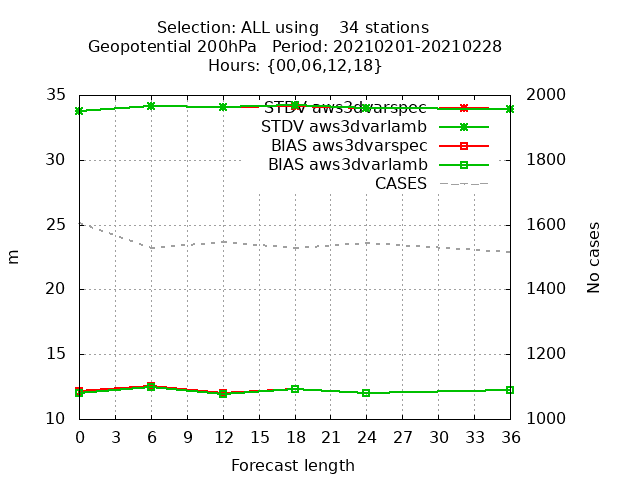 Selection: ALL using    34 stations
Geopotential 200hPa   Period: 20210201-20210228
Hours: {00,06,12,18}
35 2000
STDV aws3dvarspec
STDV aws3dvarlamb
BIAS aws3dvarspec
30 1800
BIAS aws3dvarlamb
CASES
25 1600
m No cases
20 1400
15 1200
10 1000
0 3 6 9 12 15 18 21 24 27 30 33 36
Forecast length